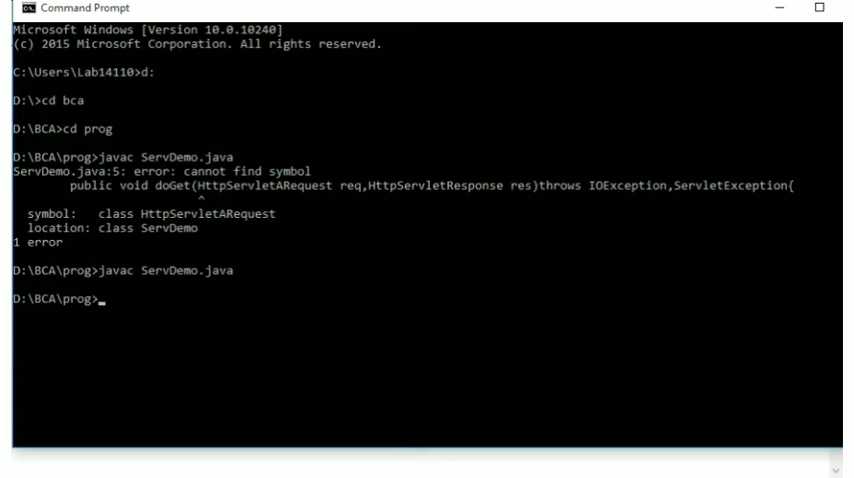 Command Prompt
Microsoft Windows [Version 10.0.10240]
(c) 2015 Microsoft Corporation. All rights reserved.
C:\Users\Lab14110>d:
D:\>cd bca
D:\BCA>cd prog
D:\BCA\prog>javac ServDemo.java
ServDemo.java:5: error: cannot find symbol
public void doGet(HttpServletARequest req,HttpServletResponse res)throws IOException,ServletException{
^
symbol:   class HttpServletARequest
location: class ServDemo
1 error
D:\BCA\prog>javac ServDemo.java
D:\BCA\prog>_